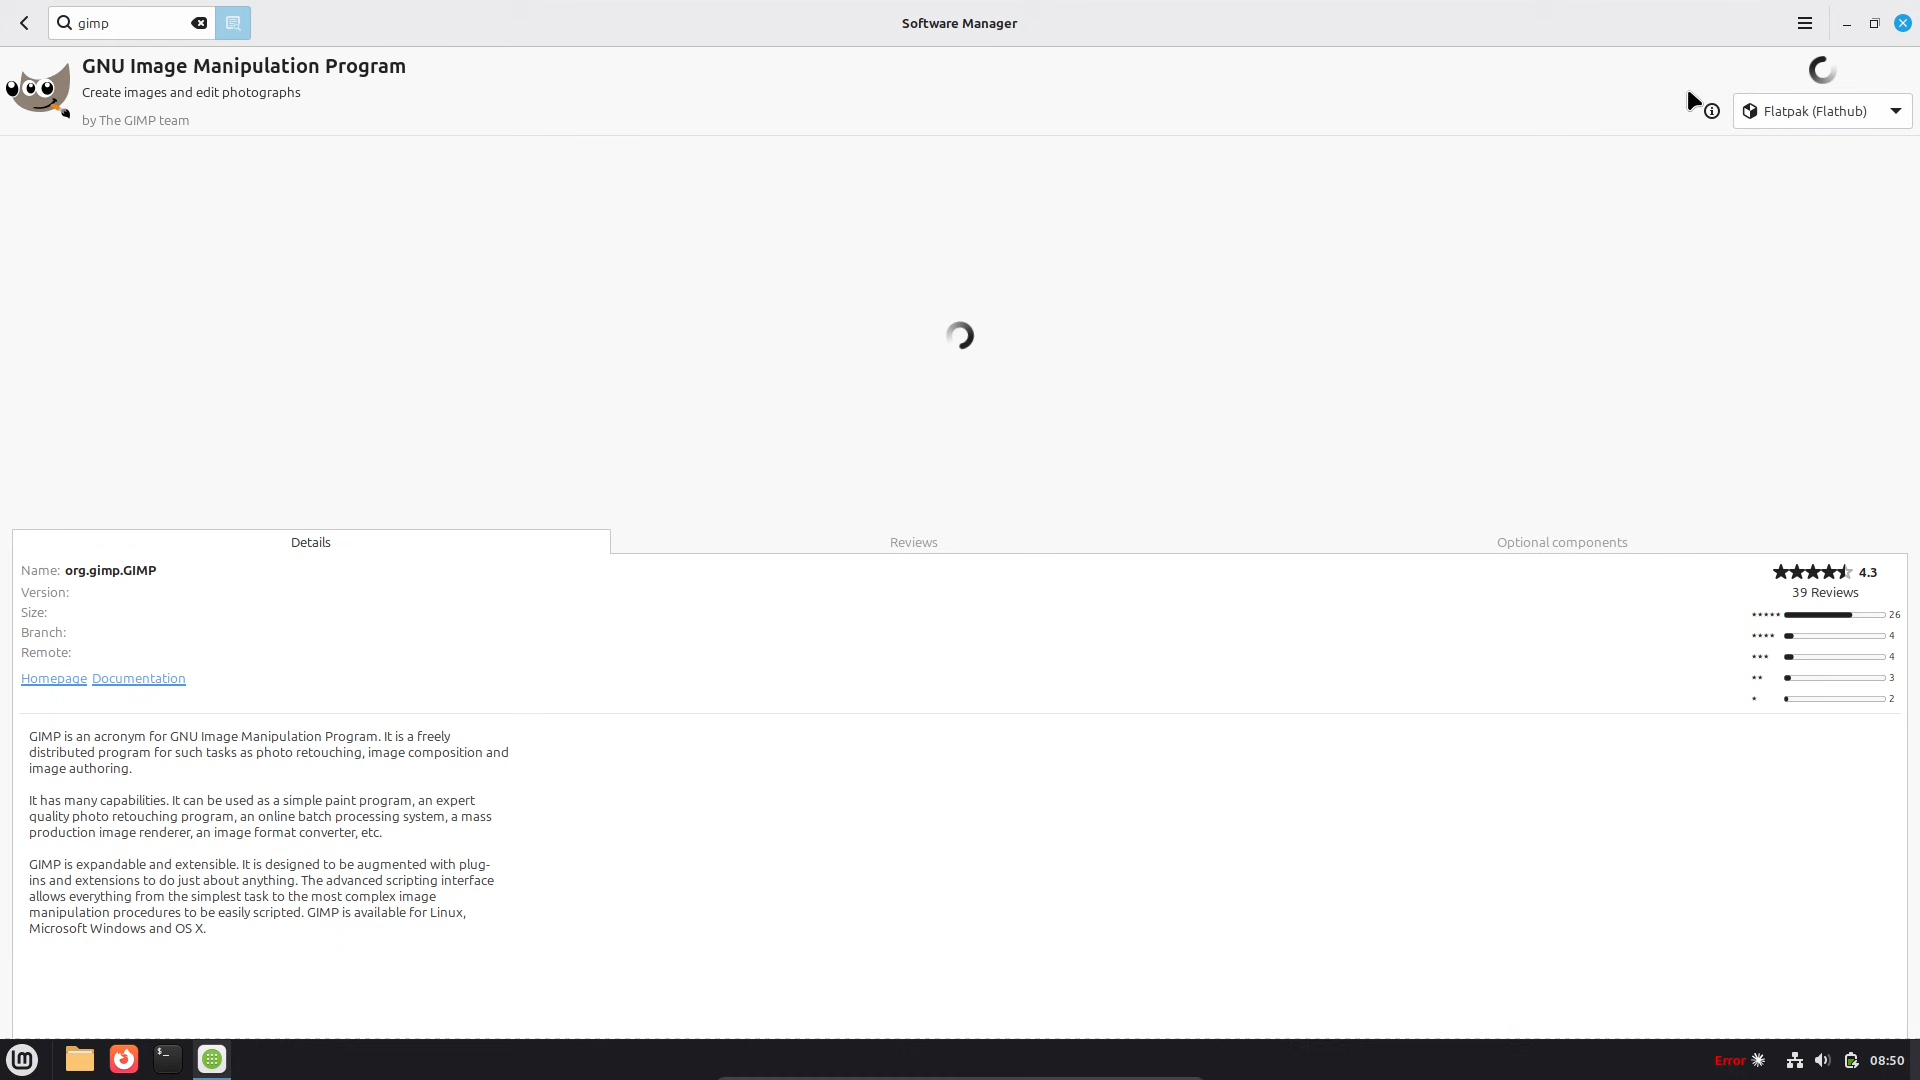 gimp
Software Manager
GNU Image Manipulation Program
Create images and edit photographs
by The GIMP team
Flatpak (Flathub)
Details
Reviews
Optional components
Name: org.gimp.GIMP
Version:
Size:
Branch:
Remote:
Homepage Documentation
4.3
39 Reviews
26
4
4
3
2
GIMP is an acronym for GNU Image Manipulation Program. It is a freely
distributed program for such tasks as photo retouching, image composition and
image authoring.
It has many capabilities. It can be used as a simple paint program, an expert
quality photo retouching program, an online batch processing system, a mass
production image renderer, an image format converter, etc.
GIMP is expandable and extensible. It is designed to be augmented with plug-
ins and extensions to do just about anything. The advanced scripting interface
allows everything from the simplest task to the most complex image
manipulation procedures to be easily scripted. GIMP is available for Linux,
Microsoft Windows and OS X.
lm
$_
Error
08:50